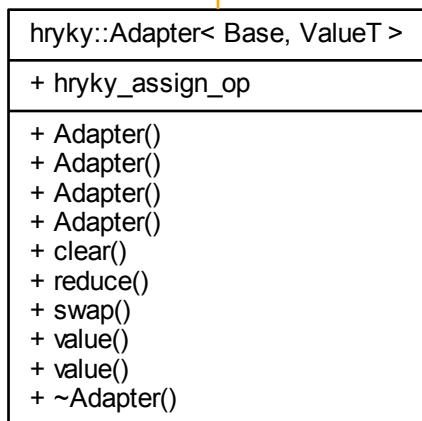 hryky::Adapter< Base, ValueT >
+ hryky_assign_op
+ Adapter()
+ Adapter()
+ Adapter()
+ Adapter()
+ clear()
+ reduce()
+ swap()
+ value()
+ value()
+ ~Adapter()